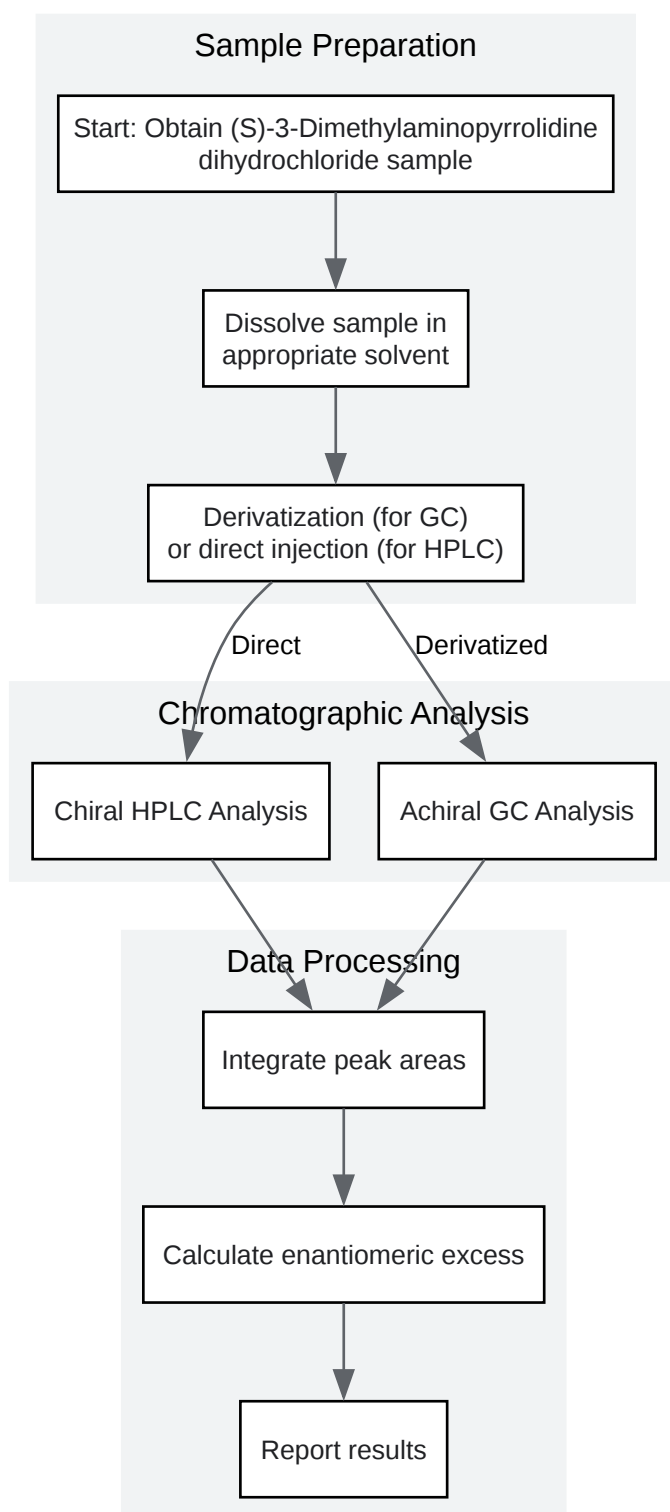 Sample Preparation
Start: Obtain (S)-3-Dimethylaminopyrrolidine
dihydrochloride sample
Dissolve sample in
appropriate solvent
Derivatization (for GC)
or direct injection (for HPLC)
Direct
Derivatized
Chromatographic Analysis
Chiral HPLC Analysis
Achiral GC Analysis
Data Processing
Integrate peak areas
Calculate enantiomeric excess
Report results